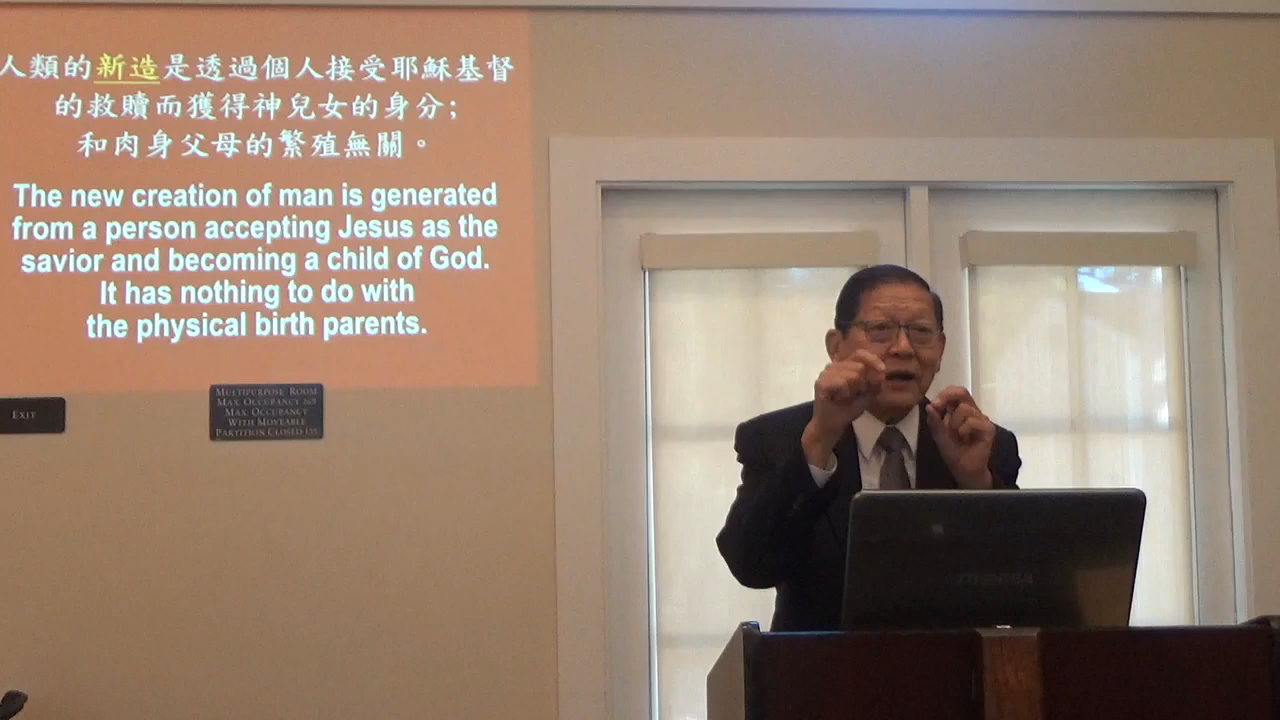 人類的新造是透過個人接受耶穌基督
的救贖而獲得神兒女的身分;
和肉身父母的繁殖無關。
The new creation of man is generated
from a person accepting Jesus as the
savior and becoming a child of God.
It has nothing to do with
the physical birth parents.
EXIT
MULTIPURPOSE ROOM
MAX. OCCUPANCY 269
MAX. OCCUPANCY
WITH MOVEABLE
PARTITION CLOSED 139
TOSHIBA